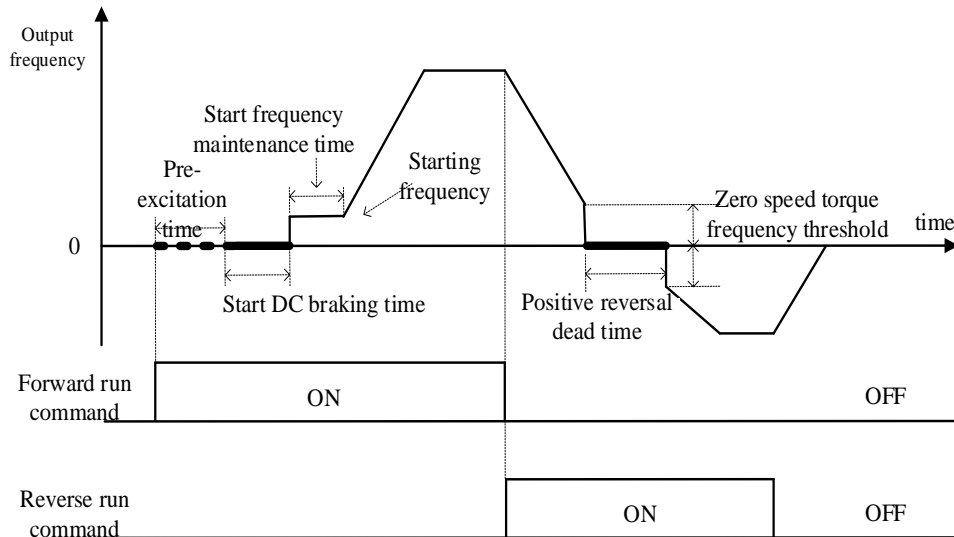 Output
frequency
Start frequency
maintenance time
Pre-
excitation
time
Starting
frequency
Zero speed torque
frequency threshold
time
0
Start DC braking time
Positive reversal
dead time
Forward run
command
ON
OFF
Reverse run
command
ON
OFF